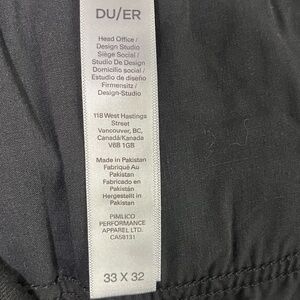 DU/ER
Head Office /
Design Studio
Siège Social /
Studio De Design
Domicilio social /
Estudio de diseño
Firmensitz /
Design-Studio
118 West Hastings
Street
Vancouver, BC,
Canada/Kanada
V6B 1G8
Made in Pakistan
Fabriqué Au
Pakistan
Fabricado en
Pakistán
Hergestellt in
Pakistan
PIMLICO
PERFORMANCE
APPAREL LTD.
CA58131
33 X 32